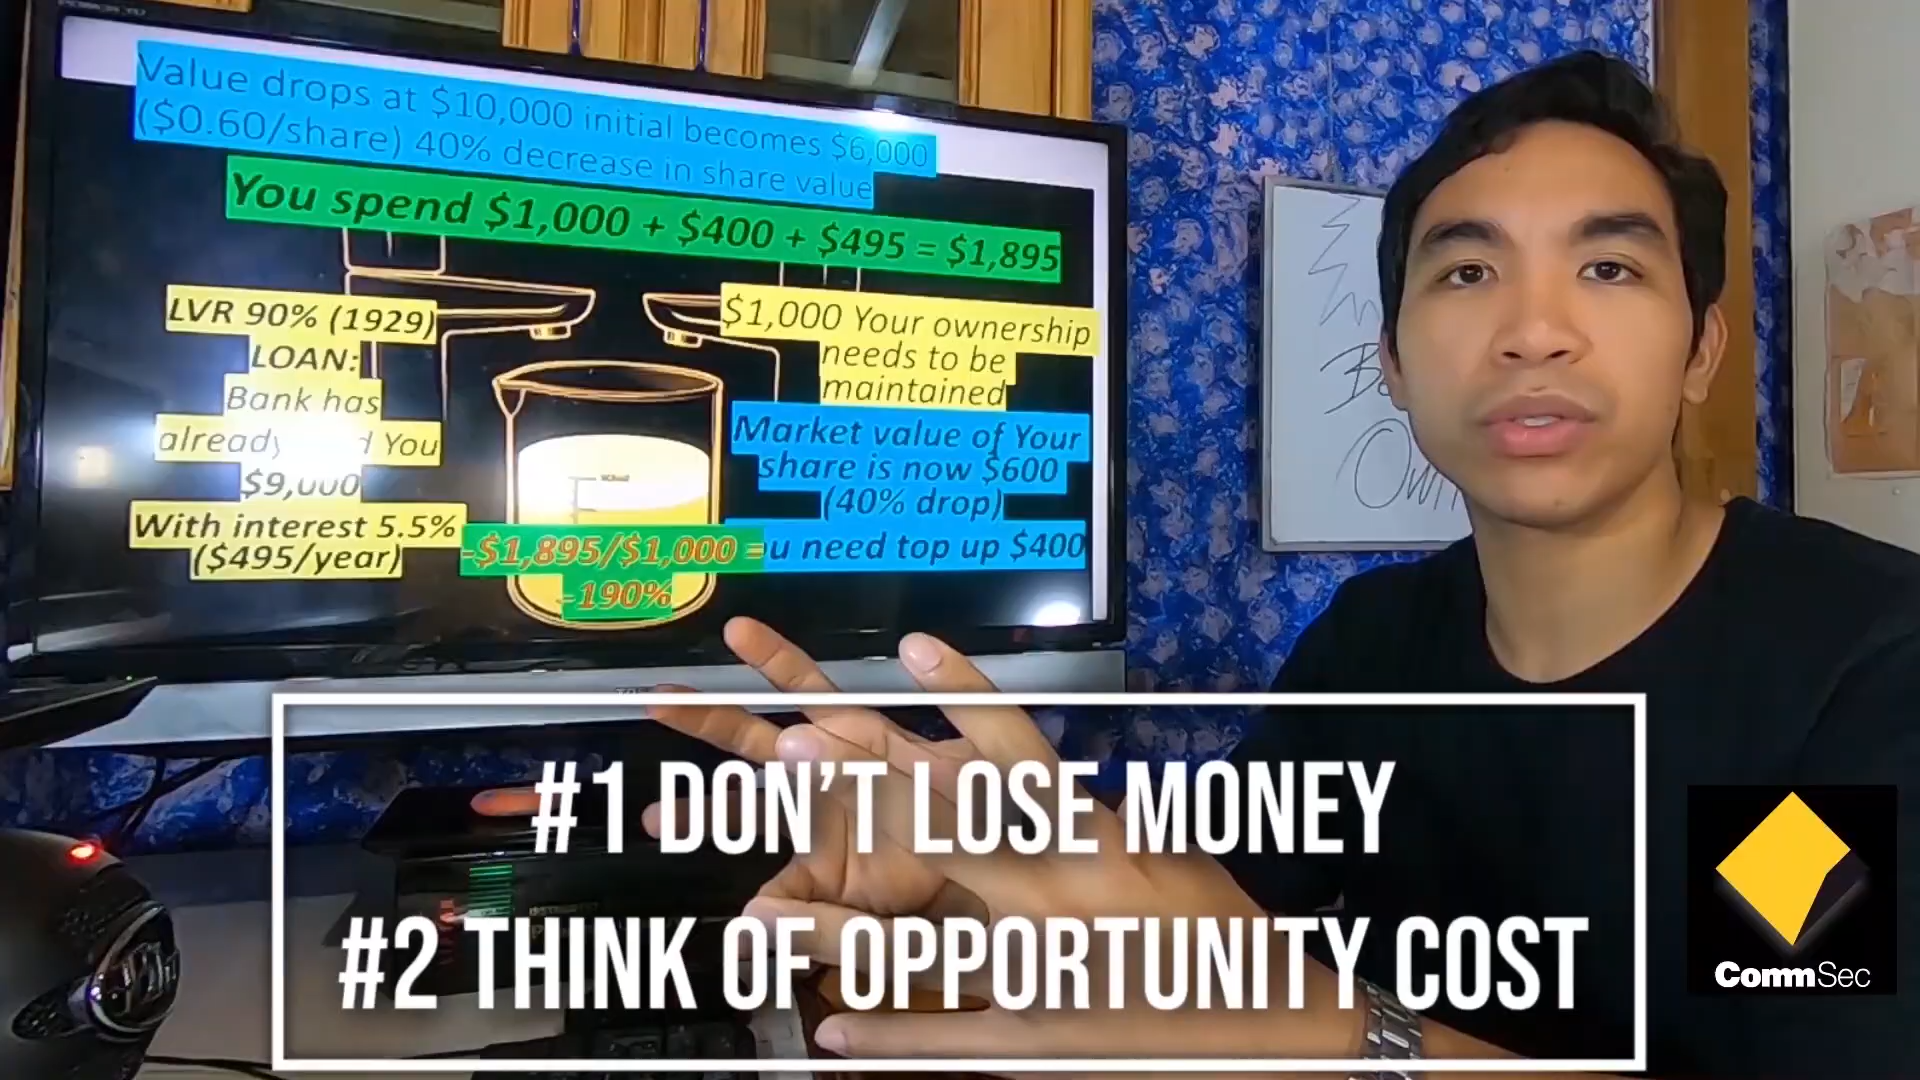 Value drops at $10,000 initial becomes $6,000
($0.60/share) 40% decrease in share value
You spend $1,000 + $400 + $495 = $1,895
LVR 90% (1929)
LOAN:
Bank has
already You
$9,000
With interest 5.5%
($495/year)
$1,000 Your ownership
needs to be
maintained
Market value of Your
share is now $600
(40% drop)
need top up $400
-$1,895/$1,000 =
-190%
#1 DON'T LOSE MONEY
#2 THINK OF OPPORTUNITY COST
CommSec